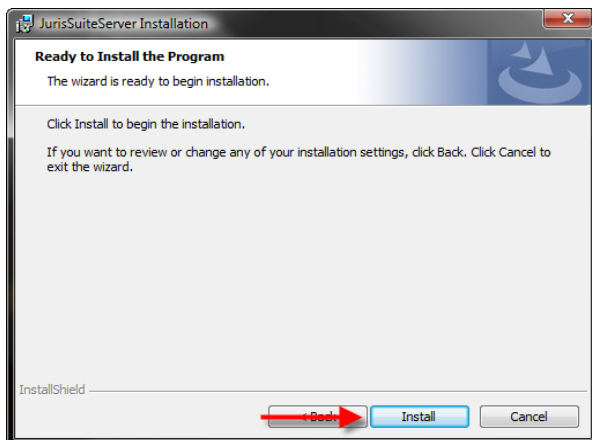 JurisSuiteServer Installation
Ready to Install the Program
The wizard is ready to begin installation.
Click Install to begin the installation.
If you want to review or change any of your installation settings, click Back. Click Cancel to
exit the wizard.
InstallShield
< Back Install Cancel